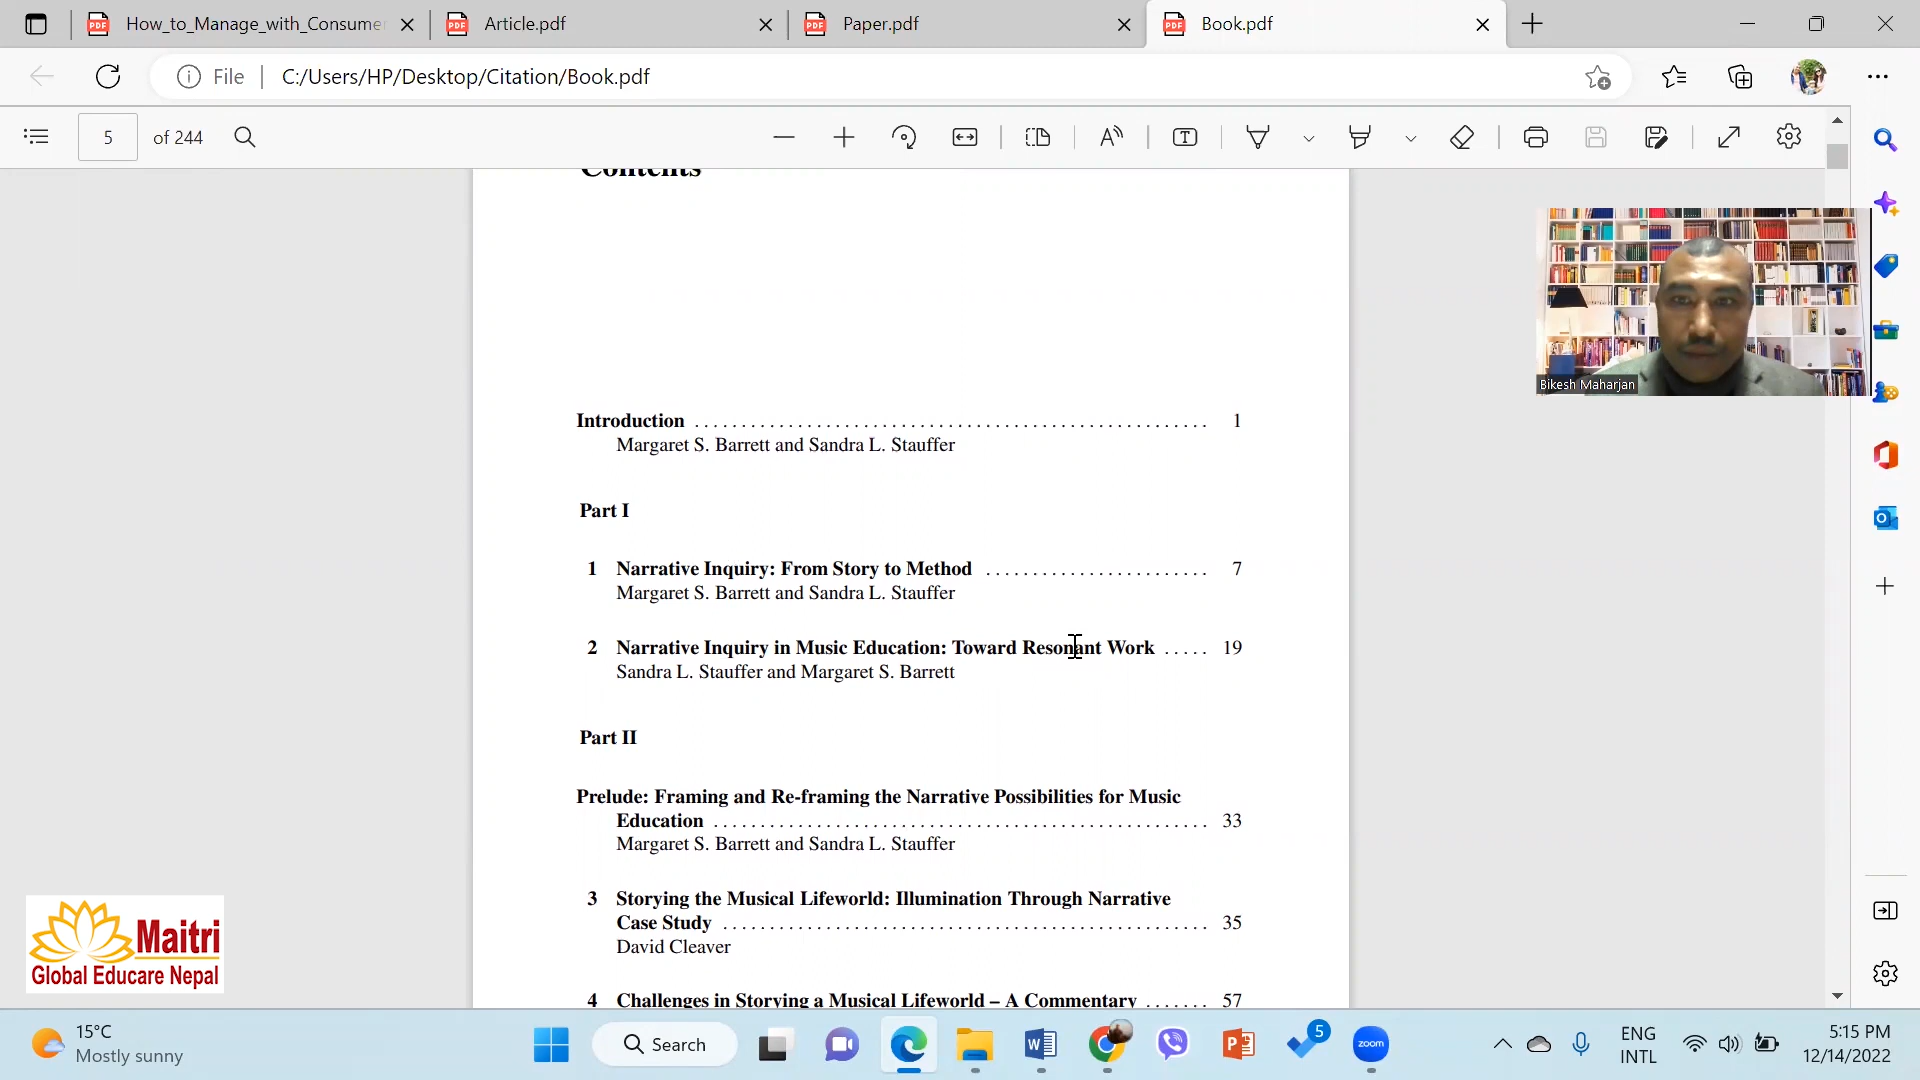 How_to_Manage_with_Consume
Article.pdf
Paper.pdf
Book.pdf
File
C:/Users/HP/Desktop/Citation/Book.pdf
5
of 244
Contents
Introduction 1
Margaret S. Barrett and Sandra L. Stauffer
Part I
1 Narrative Inquiry: From Story to Method 7
Margaret S. Barrett and Sandra L. Stauffer
2 Narrative Inquiry in Music Education: Toward Resonant Work 19
Sandra L. Stauffer and Margaret S. Barrett
Part II
Prelude: Framing and Re-framing the Narrative Possibilities for Music
Education 33
Margaret S. Barrett and Sandra L. Stauffer
3 Storying the Musical Lifeworld: Illumination Through Narrative
Case Study 35
David Cleaver
4 Challenges in Storying a Musical Lifeworld – A Commentary 57
Bikesh Maharjan
Maitri
Global Educare Nepal
15°C
Mostly sunny
Search
5
zoom
ENG
INTL
5:15 PM
12/14/2022